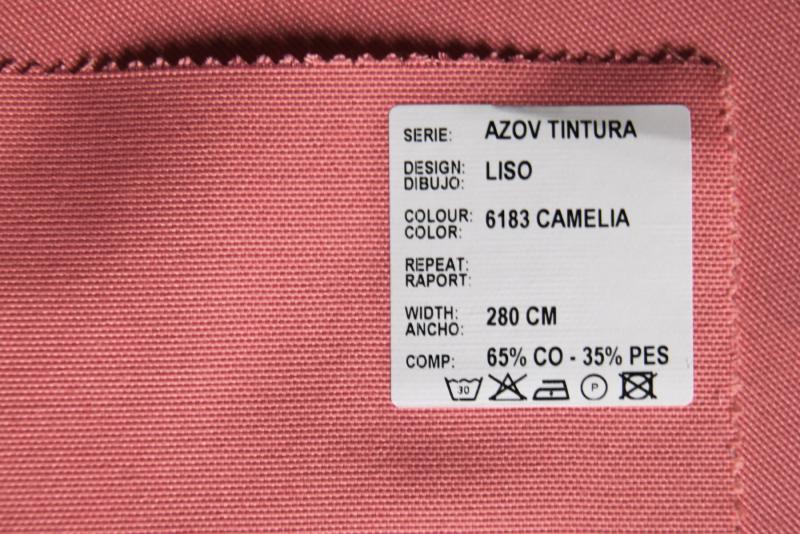 SERIE: AZOV TINTURA
DESIGN: LISO
DIBUJO:
COLOUR: 6183 CAMELIA
COLOR:
REPEAT:
RAPORT:
WIDTH: 280 CM
ANCHO:
COMP: 65% CO - 35% PES
30 P